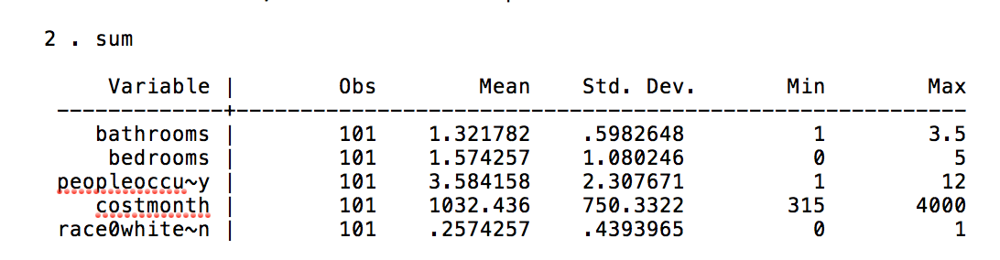 2 . sum
Variable | Obs Mean Std. Dev. Min Max
-------------+---------------------------------------------------------
bathrooms | 101 1.321782 .5982648 1 3.5
bedrooms | 101 1.574257 1.080246 0 5
peopleoccu~y | 101 3.584158 2.307671 1 12
costmonth | 101 1032.436 750.3322 315 4000
race0white~n | 101 .2574257 .4393965 0 1